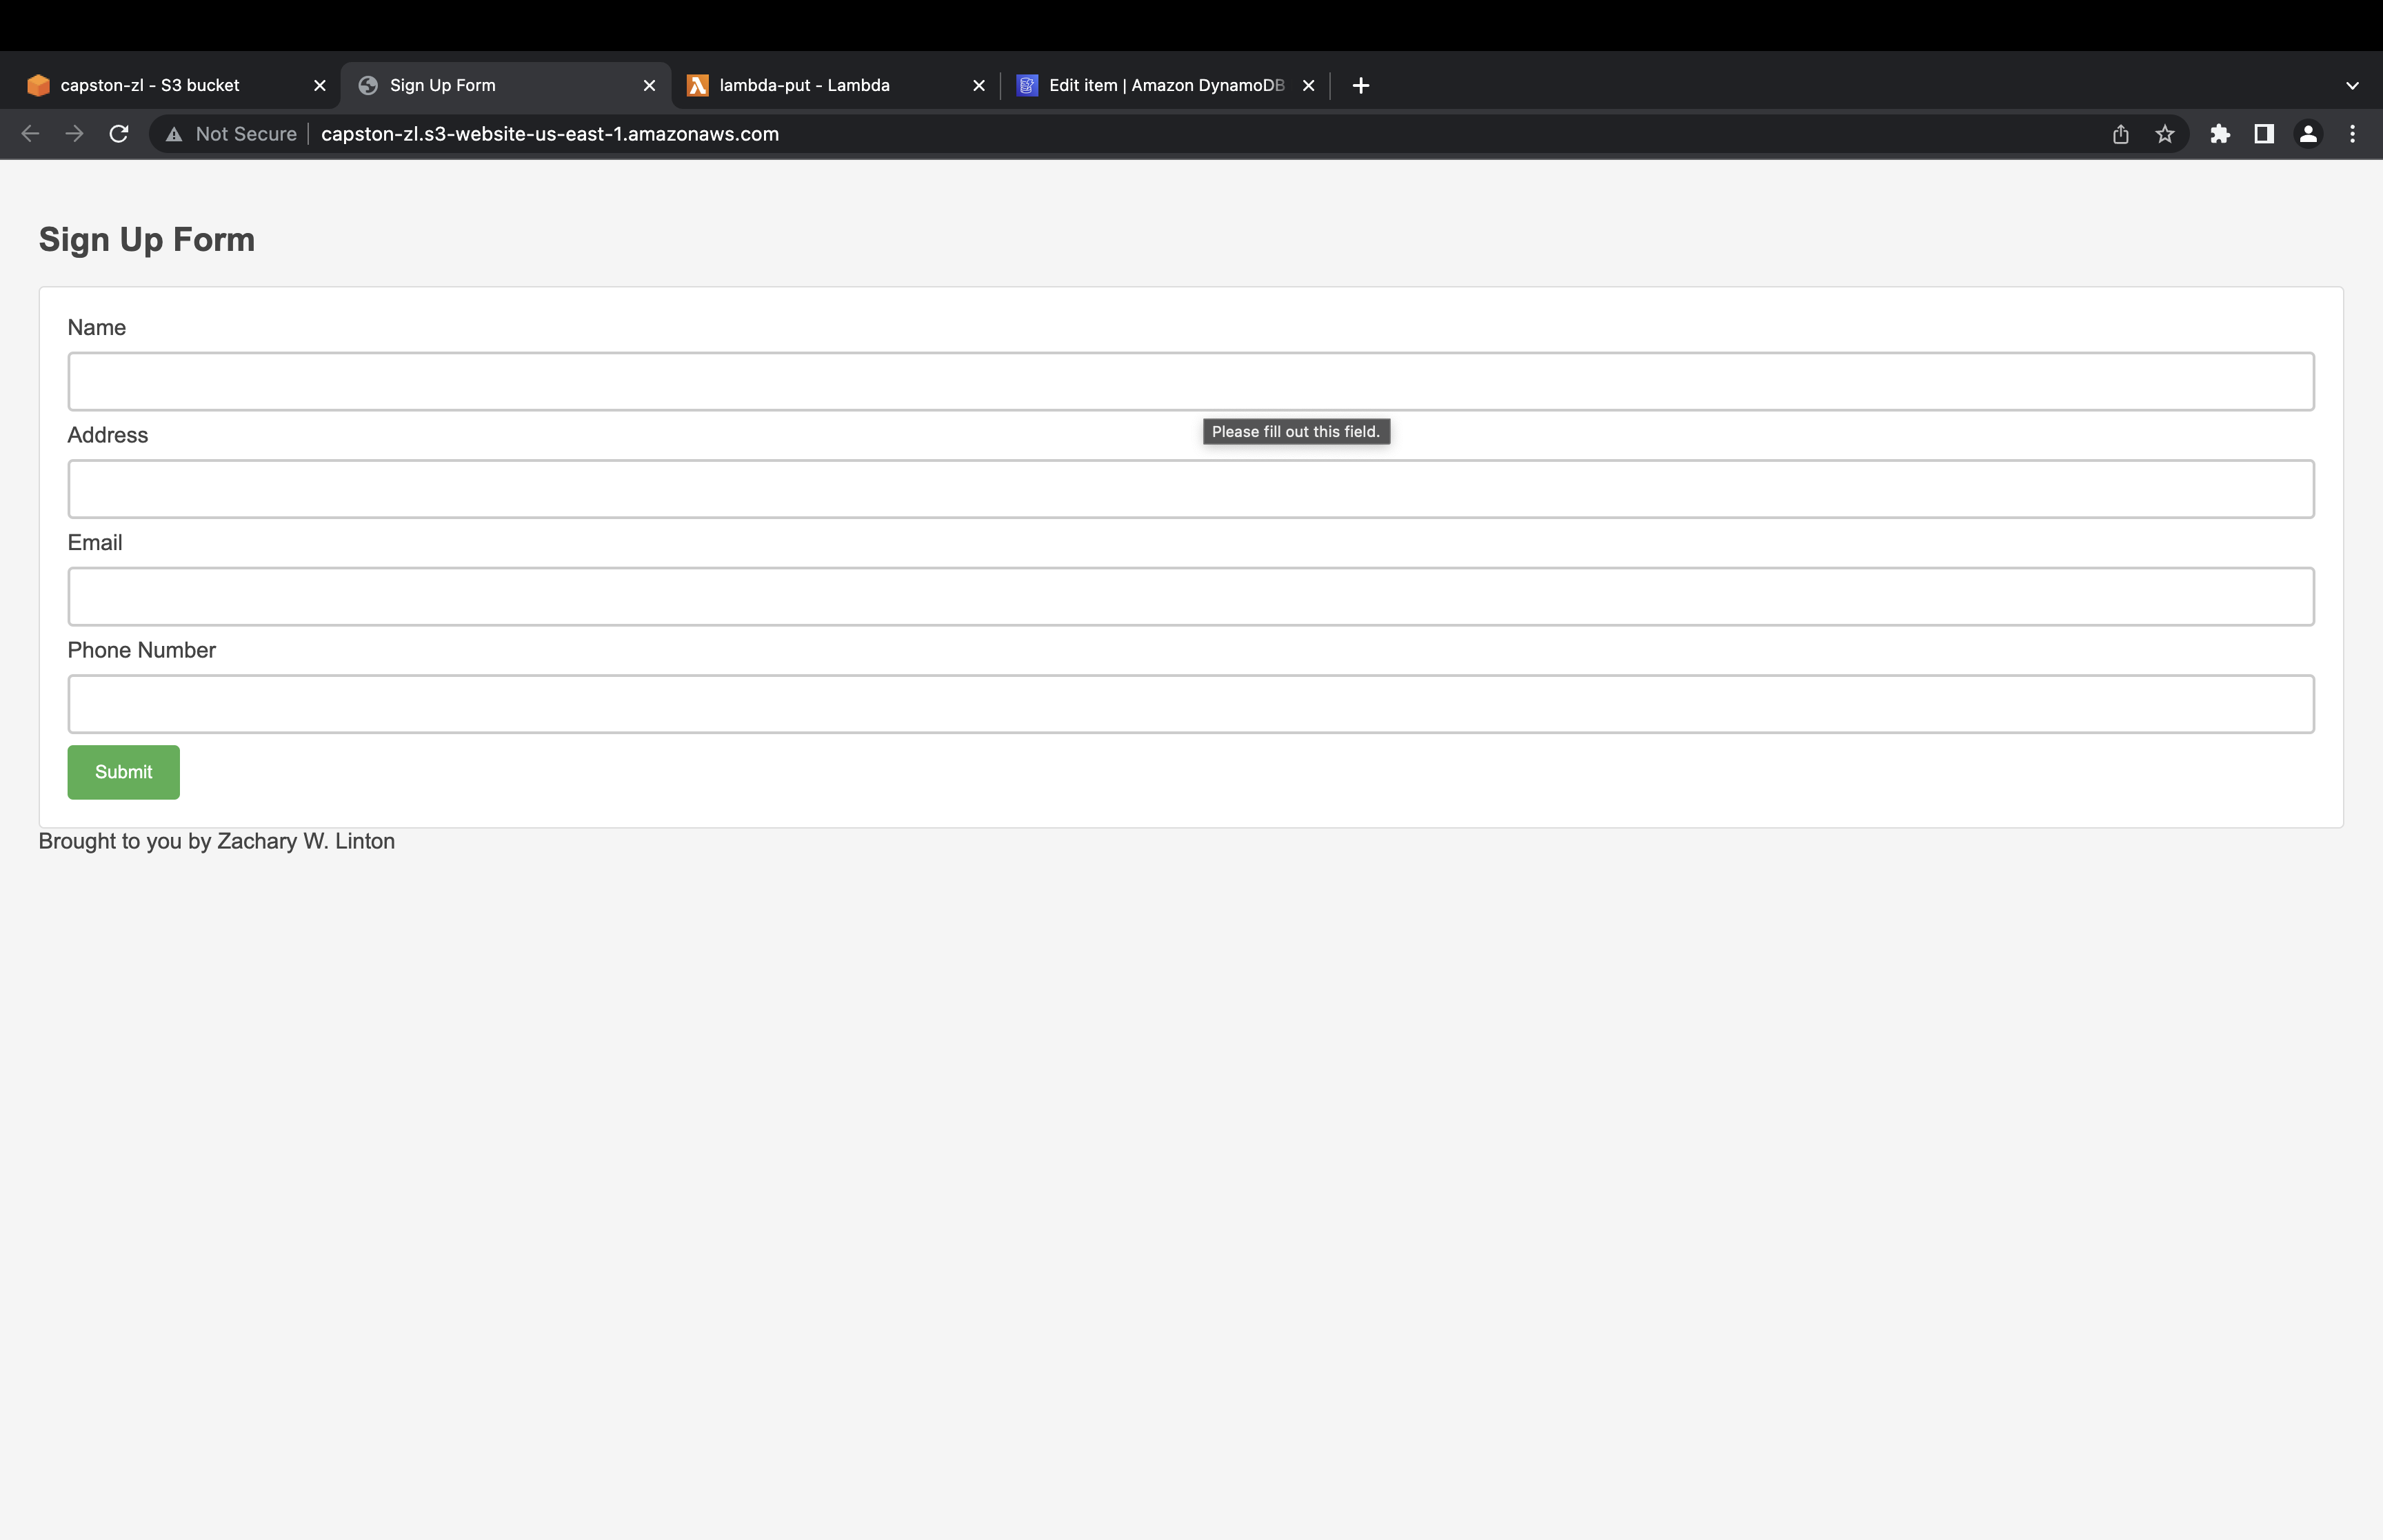 capston-zl - S3 bucket
Sign Up Form
lambda-put - Lambda
Edit item | Amazon DynamoDB
Not Secure
capston-zl.s3-website-us-east-1.amazonaws.com
Sign Up Form
Name
Please fill out this field.
Address
Email
Phone Number
Submit
Brought to you by Zachary W. Linton